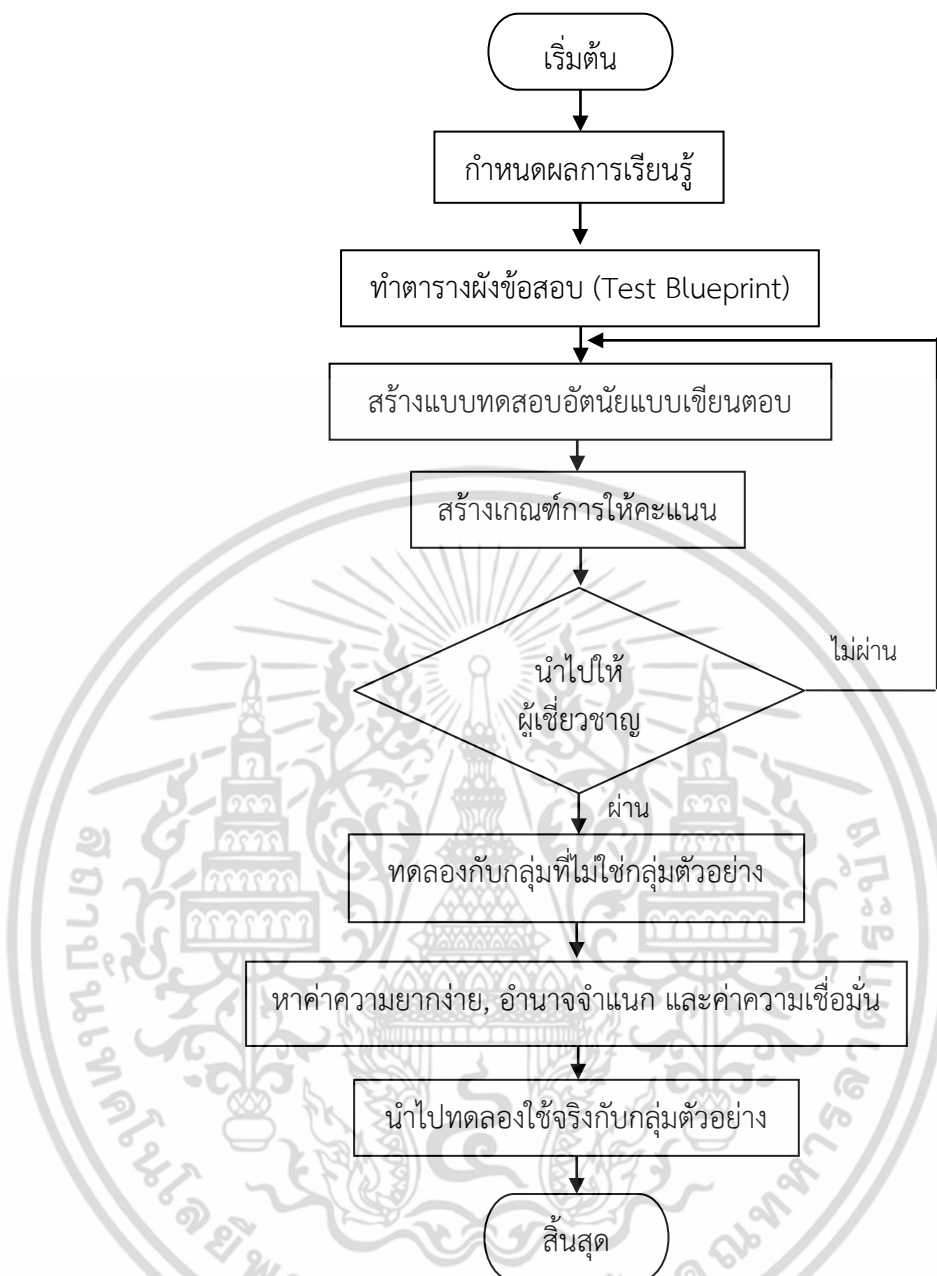 เริ่มต้น
กำหนดผลการเรียนรู้
ทำตารางผังข้อสอบ (Test Blueprint)
สร้างแบบทดสอบอัตนัยแบบเขียนตอบ
สร้างเกณฑ์การให้คะแนน
นำไปให้
ผู้เชี่ยวชาญ
ไม่ผ่าน
ผ่าน
ทดลองกับกลุ่มที่ไม่ใช่กลุ่มตัวอย่าง
หาค่าความยากง่าย, อำนาจจำแนก และค่าความเชื่อมั่น
นำไปทดลองใช้จริงกับกลุ่มตัวอย่าง
สิ้นสุด